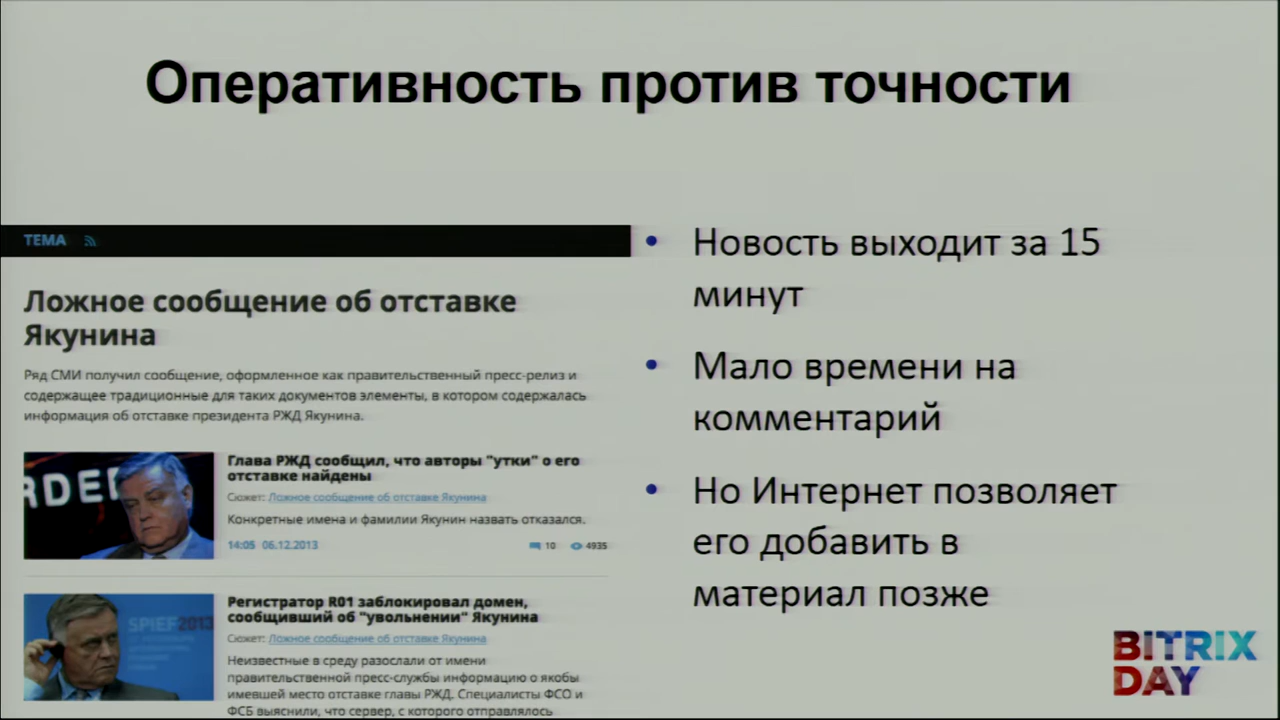 Оперативность против точности
ТЕМА
Ложное сообщение об отставке
Якунина
Ряд СМИ получил сообщение, оформленное как правительственный пресс-релиз и
содержащее традиционные для таких документов элементы, в котором содержалась
информация об отставке президента РЖД Якунина.
RDE
Глава РЖД сообщил, что авторы "утки" о его
отставке найдены
Сюжет: Ложное сообщение об отставке Якунина
Конкретные имена и фамилии Якунин назвать отказался.
14:05 06.12.2013
10 4935
SPIEF2013
Регистратор R01 заблокировал домен,
сообщивший об "увольнении" Якунина
Сюжет: Ложное сообщение об отставке Якунина
Неизвестные в среду разослали от имени
правительственной пресс-службы информацию о якобы
имевшей место отставке главы РЖД. Специалисты ФСО и
ФСБ выяснили, что сервер, с которого отправлялось
• Новость выходит за 15
минут
• Мало времени на
комментарий
• Но Интернет позволяет
его добавить в
материал позже
BITRIX
DAY